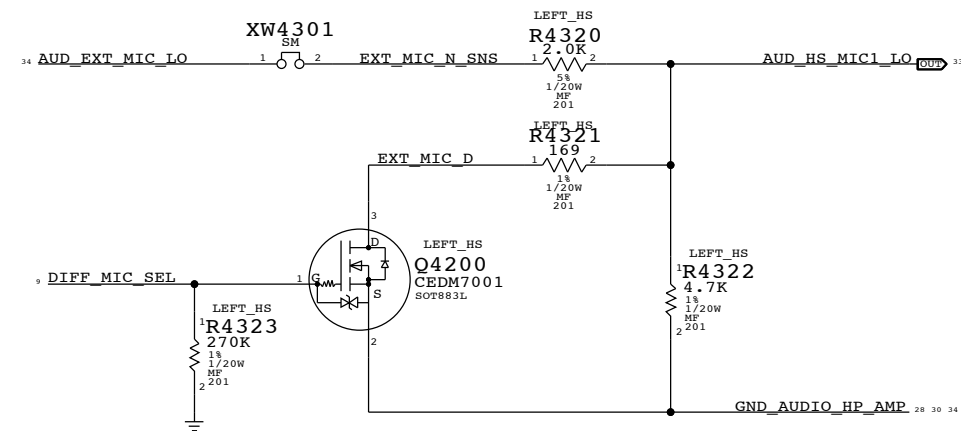 LEFT_HS
XW4301
R4320
SM
2.0K
34 AUD_EXT_MIC_LO 1 2 EXT_MIC_N_SNS 1 2 AUD_HS_MIC1_LO OUT 33
5%
1/20W
MF
201
LEFT_HS
R4321
169
EXT_MIC_D 1 2
1%
1/20W
MF
201
3
D
LEFT_HS
Q4200
CEDM7001
SOT883L
9 DIFF_MIC_SEL 1 G
S
2
LEFT_HS
1 R4322
4.7K
1%
1/20W
MF
2 201
LEFT_HS
1 R4323
270K
1%
1/20W
MF
2 201
GND_AUDIO_HP_AMP 28 30 34